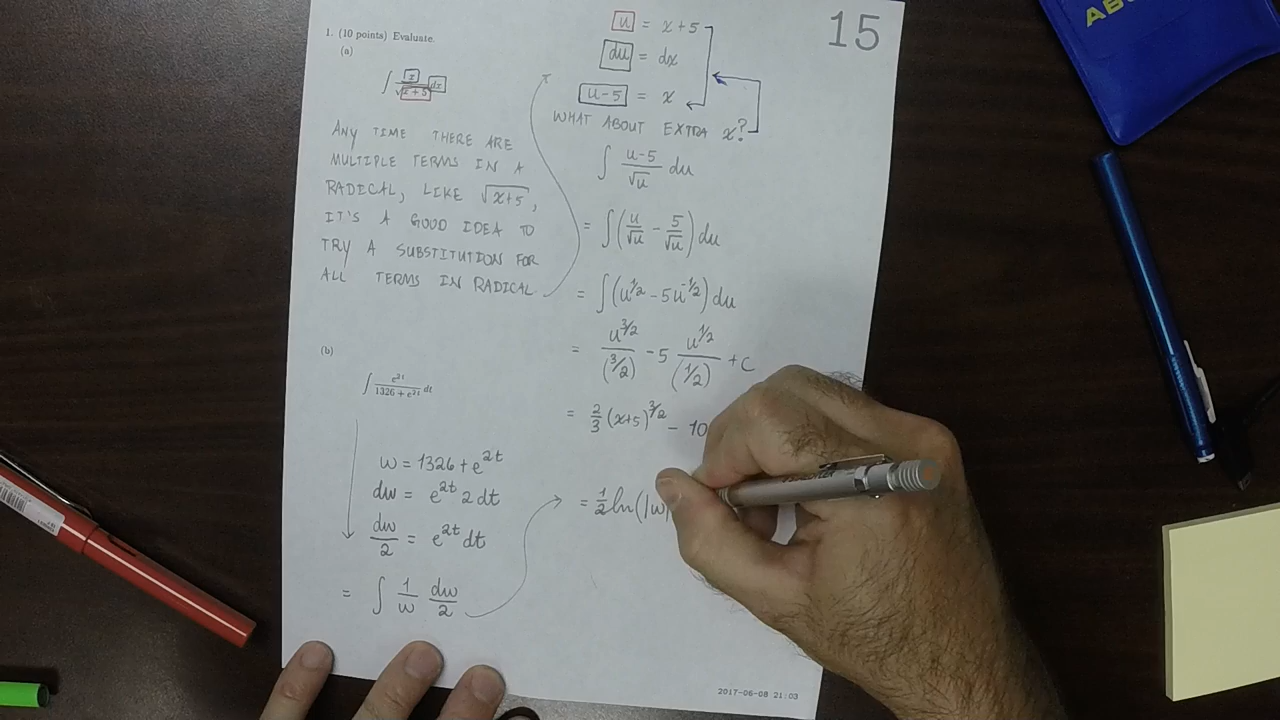 15
1. (10 points) Evaluate.
(a)
∫ x/√(x + 5) dx
ANY TIME THERE ARE
MULTIPLE TERMS IN A
RADICAL, LIKE √(x+5),
IT'S A GOOD IDEA TO
TRY A SUBSTITUTION FOR
ALL TERMS IN RADICAL
u = x+5
du = dx
u-5 = x
WHAT ABOUT EXTRA x?
∫ (u-5)/√u du
= ∫(u/√u - 5/√u)du
= ∫(u^(1/2) - 5u^(-1/2))du
= u^(3/2)/(3/2) - 5 u^(1/2)/(1/2) + C
= 2/3 (x+5)^(3/2) - 10
(b)
∫ e^(2t)/(1326 + e^(2t)) dt
w = 1326 + e^(2t)
dw = e^(2t) 2 dt
dw/2 = e^(2t) dt
= ∫ 1/w dw/2
= 1/2 ln(|w|
2017-06-08 21:03